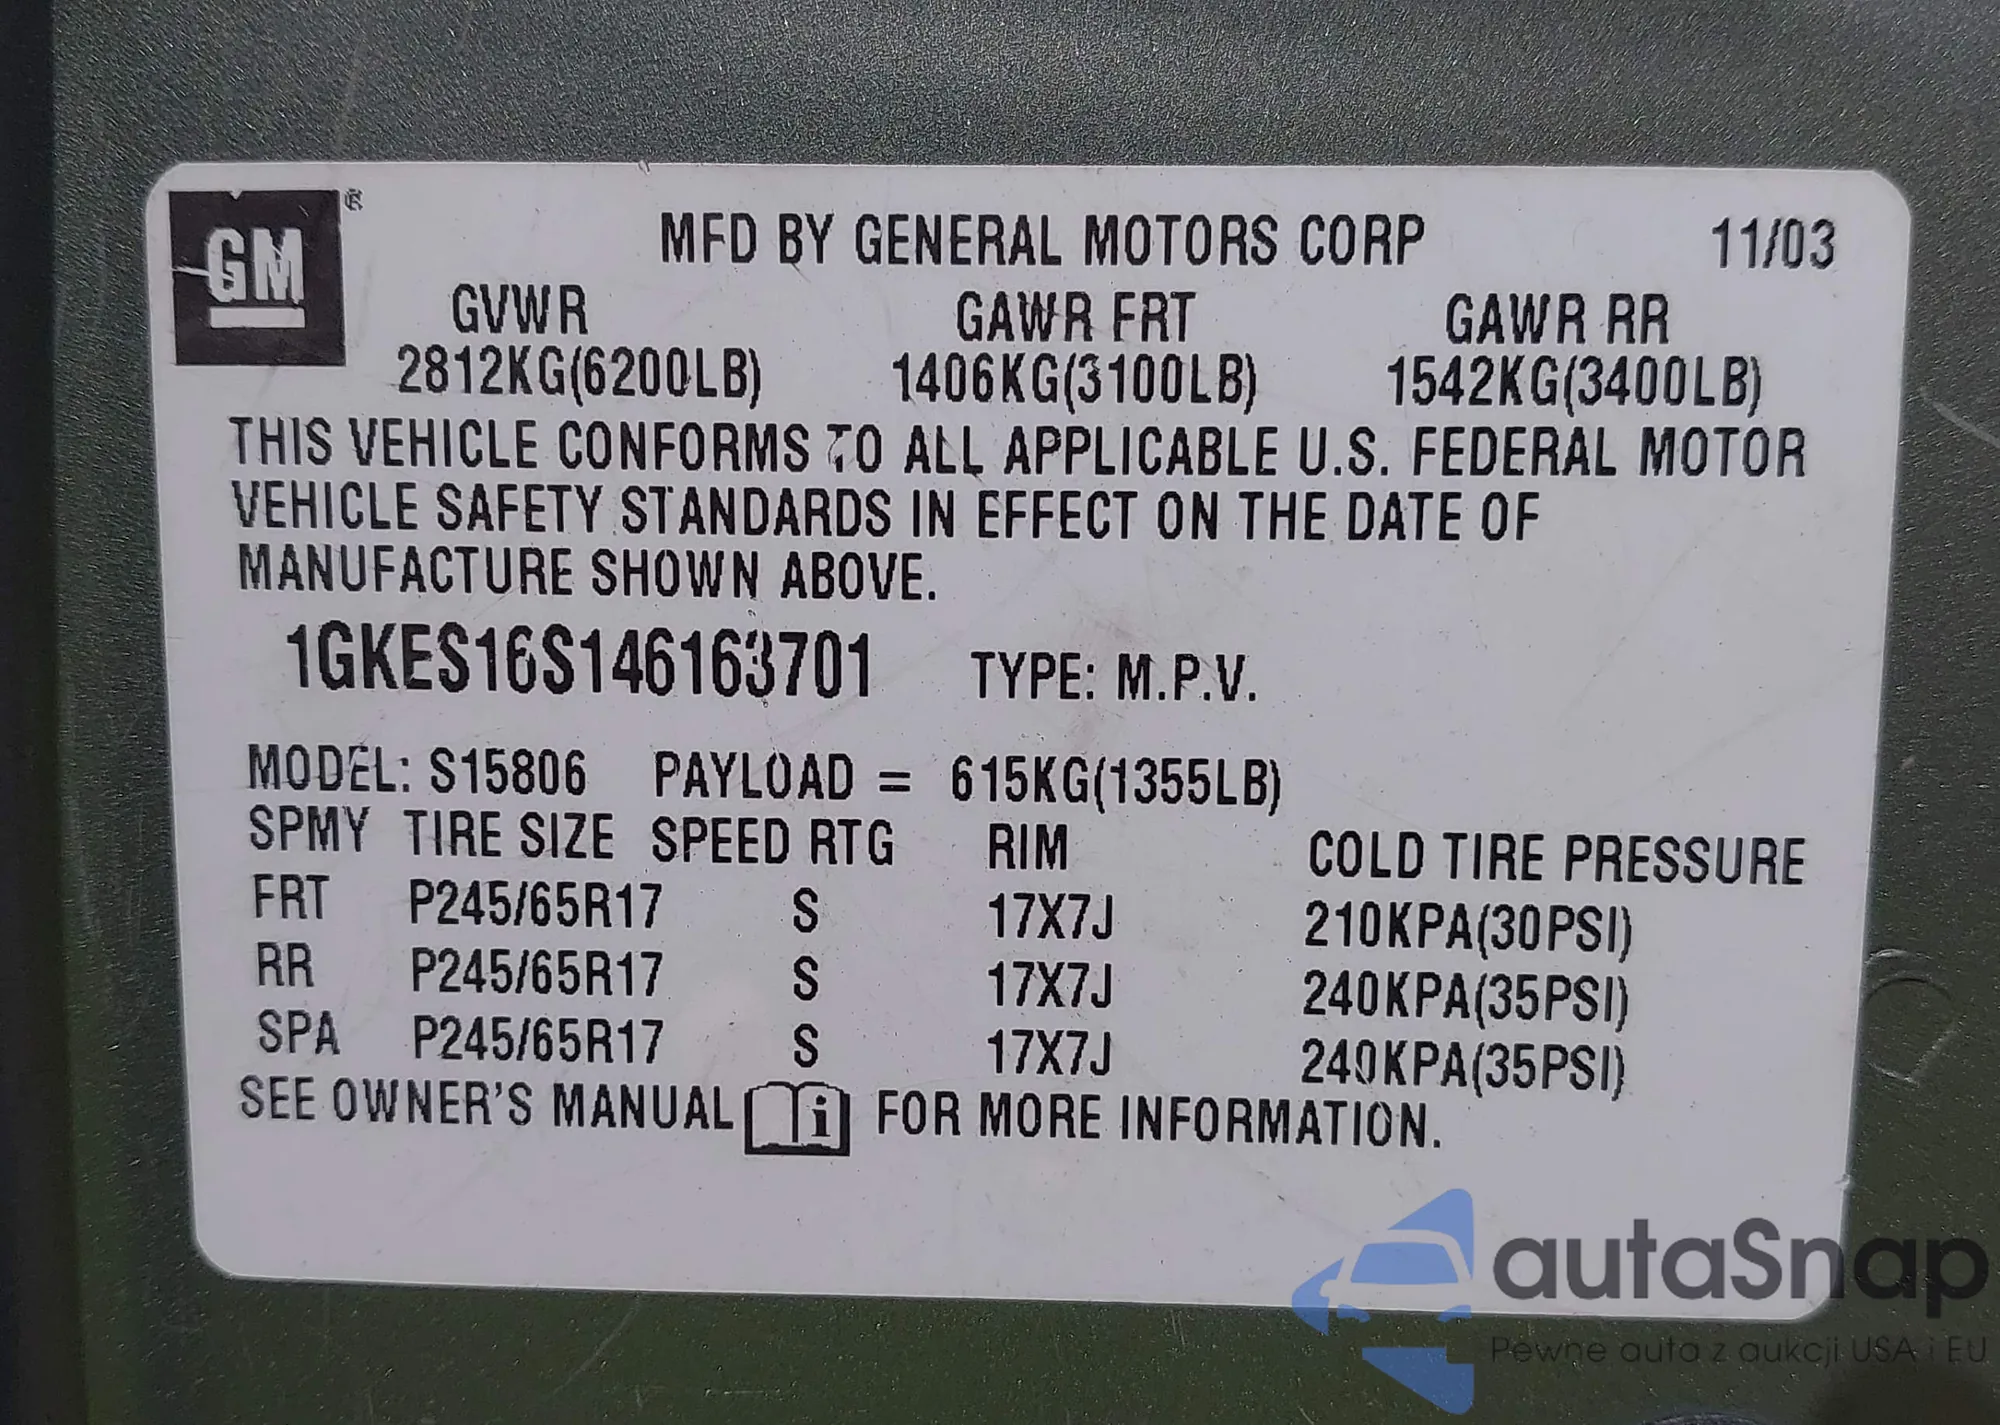 GM®
MFD BY GENERAL MOTORS CORP 11/03
GVWR GAWR FRT GAWR RR
2812KG(6200LB) 1406KG(3100LB) 1542KG(3400LB)
THIS VEHICLE CONFORMS TO ALL APPLICABLE U.S. FEDERAL MOTOR
VEHICLE SAFETY STANDARDS IN EFFECT ON THE DATE OF
MANUFACTURE SHOWN ABOVE.
1GKES16S146163701 TYPE: M.P.V.
MODEL: S15806 PAYLOAD = 615KG(1355LB)
SPMY TIRE SIZE SPEED RTG RIM COLD TIRE PRESSURE
FRT P245/65R17 S 17X7J 210KPA(30PSI)
RR P245/65R17 S 17X7J 240KPA(35PSI)
SPA P245/65R17 S 17X7J 240KPA(35PSI)
SEE OWNER'S MANUAL i FOR MORE INFORMATION.
autaSnap
Pewne auta z aukcji USA i EU